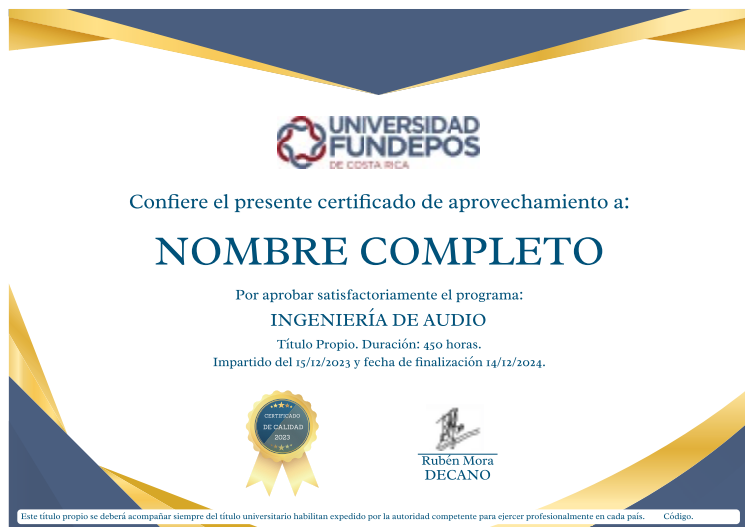 UNIVERSIDAD
FUNDEPOS
DE COSTA RICA
Confiere el presente certificado de aprovechamiento a:
NOMBRE COMPLETO
Por aprobar satisfactoriamente el programa:
INGENIERÍA DE AUDIO
Título Propio. Duración: 450 horas.
Impartido del 15/12/2023 y fecha de finalización 14/12/2024.
CERTIFICADO
DE CALIDAD
2023
Rubén Mora
DECANO
Este título propio se deberá acompañar siempre del título universitario habilitan expedido por la autoridad competente para ejercer profesionalmente en cada país. Código.